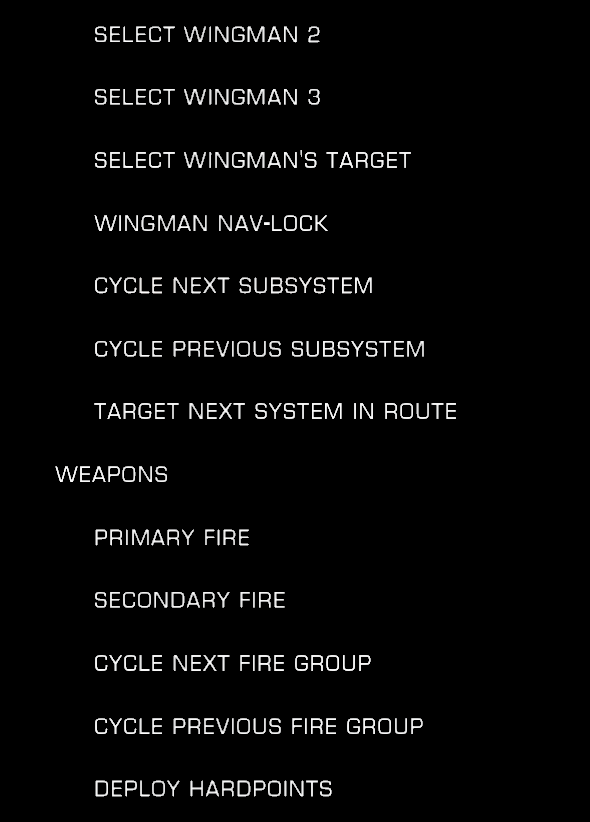 SELECT WINGMAN 2
SELECT WINGMAN 3
SELECT WINGMAN'S TARGET
WINGMAN NAV-LOCK
CYCLE NEXT SUBSYSTEM
CYCLE PREVIOUS SUBSYSTEM
TARGET NEXT SYSTEM IN ROUTE
WEAPONS
PRIMARY FIRE
SECONDARY FIRE
CYCLE NEXT FIRE GROUP
CYCLE PREVIOUS FIRE GROUP
DEPLOY HARDPOINTS